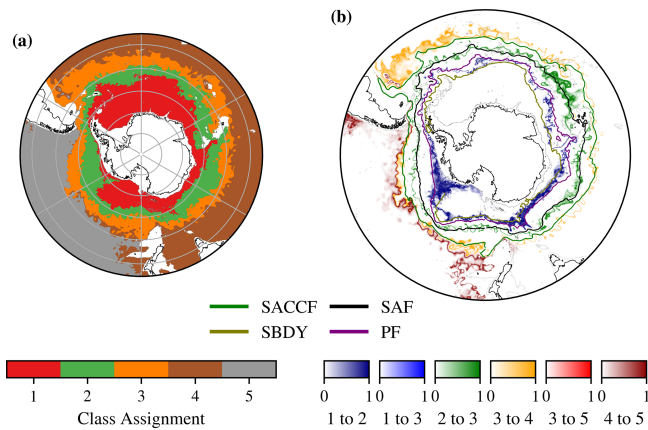 (a)
(b)
SACCF
SAF
SBDY
PF
1 2 3 4 5
Class Assignment
0 1 0 1 0 1 0 1 0 1 0 1
1 to 2 1 to 3 2 to 3 3 to 4 3 to 5 4 to 5